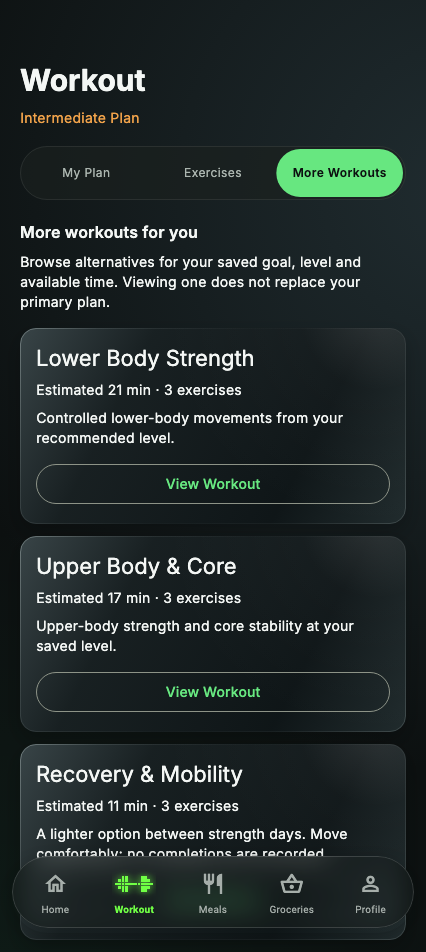 Workout
Intermediate Plan
My Plan
Exercises
More Workouts
More workouts for you
Browse alternatives for your saved goal, level and
available time. Viewing one does not replace your
primary plan.
Lower Body Strength
Estimated 21 min · 3 exercises
Controlled lower-body movements from your
recommended level.
View Workout
Upper Body & Core
Estimated 17 min · 3 exercises
Upper-body strength and core stability at your
saved level.
View Workout
Recovery & Mobility
Estimated 11 min · 3 exercises
A lighter option between strength days. Move
comfortably; no completions are recorded
Home
Workout
Meals
Groceries
Profile